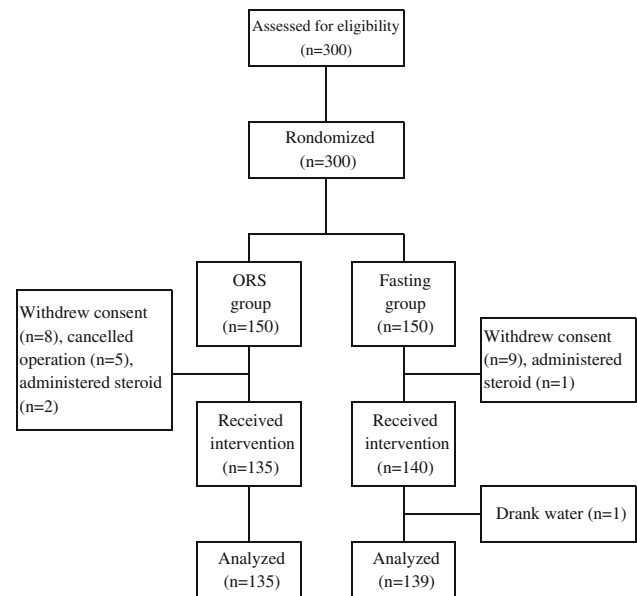 Assessed for eligibility
(n=300)
Rondomized
(n=300)
ORS
group
(n=150)
Fasting
group
(n=150)
Withdrew consent
(n=8), cancelled
operation (n=5),
administered steroid
(n=2)
Withdrew consent
(n=9), administered
steroid (n=1)
Received
intervention
(n=135)
Received
intervention
(n=140)
Drank water (n=1)
Analyzed
(n=135)
Analyzed
(n=139)